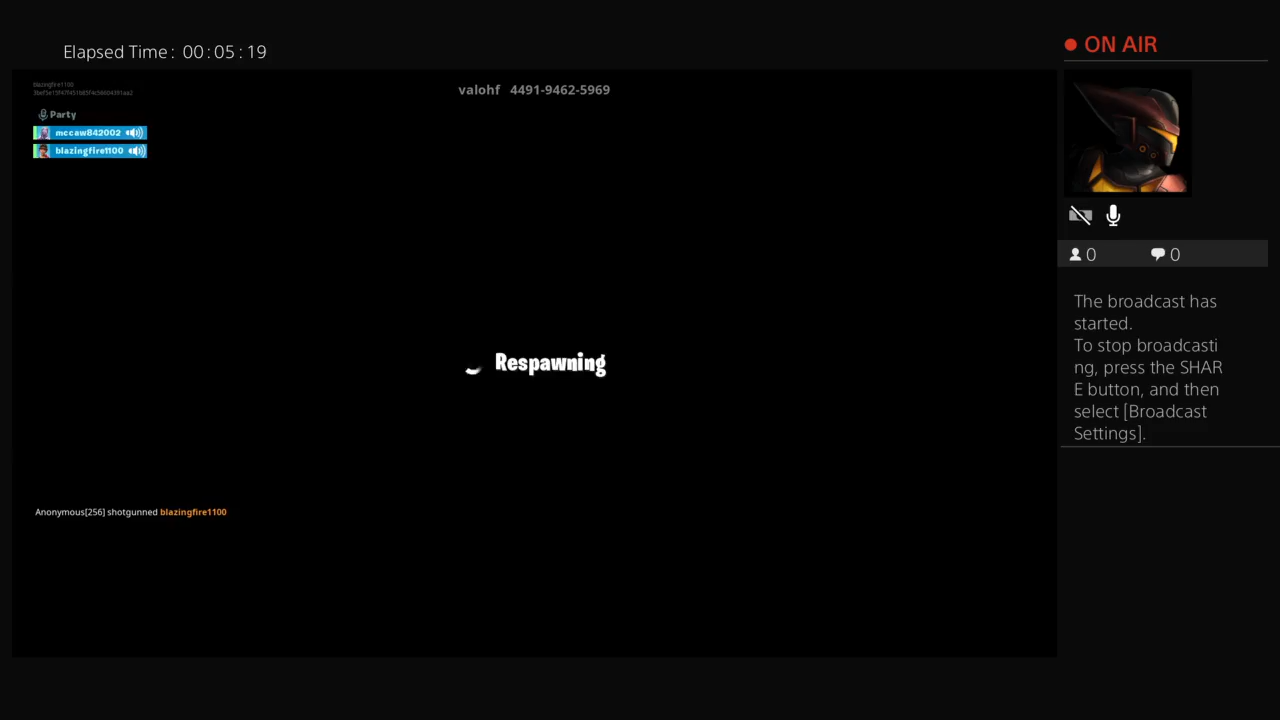 Elapsed Time: 00:05:19
ON AIR
blazingfire1100
valohf 4491-9462-5969
Party
mccaw842002
blazingfire1100
0 0
The broadcast has
started.
To stop broadcasti
ng, press the SHAR
E button, and then
select [Broadcast
Settings].
Respawning
Anonymous[256] shotgunned blazingfire1100